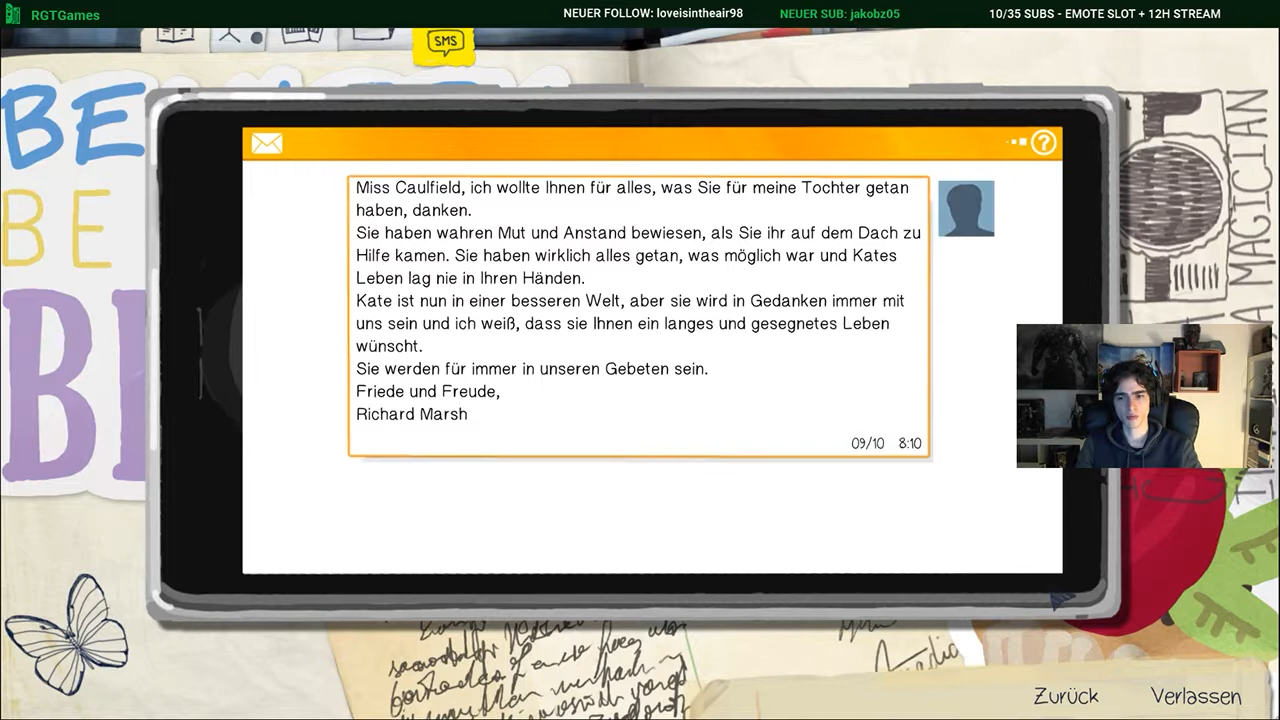 RGTGames
NEUER FOLLOW: loveisintheair98
NEUER SUB: jakobz05
10/35 SUBS - EMOTE SLOT + 12H STREAM
SMS
BE
BE
?
Miss Caulfield, ich wollte Ihnen für alles, was Sie für meine Tochter getan
haben, danken.
Sie haben wahren Mut und Anstand bewiesen, als Sie ihr auf dem Dach zu
Hilfe kamen. Sie haben wirklich alles getan, was möglich war und Kates
Leben lag nie in Ihren Händen.
Kate ist nun in einer besseren Welt, aber sie wird in Gedanken immer mit
uns sein und ich weiß, dass sie Ihnen ein langes und gesegnetes Leben
wünscht.
Sie werden für immer in unseren Gebeten sein.
Friede und Freude,
Richard Marsh
09/10 8:10
A MAGICIAN
Zurück
Verlassen